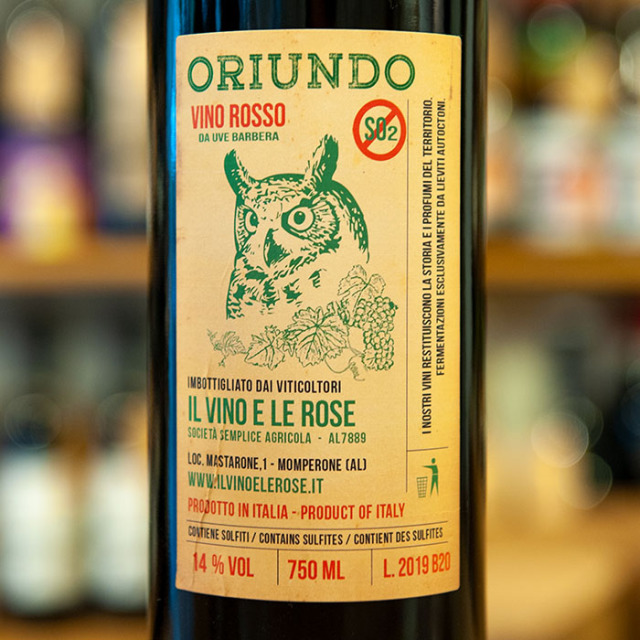 ORIUNDO
VINO ROSSO
DA UVE BARBERA
SO2
I NOSTRI VINI RESTITUISCONO LA STORIA E I PROFUMI DEL TERRITORIO.
FERMENTAZIONI ESCLUSIVAMENTE DA LIEVITI AUTOCTONI.
IMBOTTIGLIATO DAI VITICOLTORI
IL VINO E LE ROSE
SOCIETÀ SEMPLICE AGRICOLA - AL7889
LOC. MASTARONE,1 - MOMPERONE (AL)
WWW.ILVINOELEROSE.IT
PRODOTTO IN ITALIA - PRODUCT OF ITALY
CONTIENE SOLFITI / CONTAINS SULFITES / CONTIENT DES SULFITES
14 % VOL
750 ML
L. 2019 B20